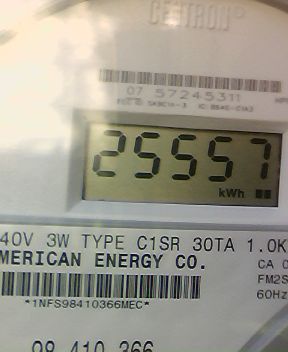 CENTRON®
07 57245311
25557
kWh
40V 3W TYPE C1SR 30TA 1.0K
MERICAN ENERGY CO.
CA 0
FM2S
60Hz
*1NFS98410366MEC*
98 410 366